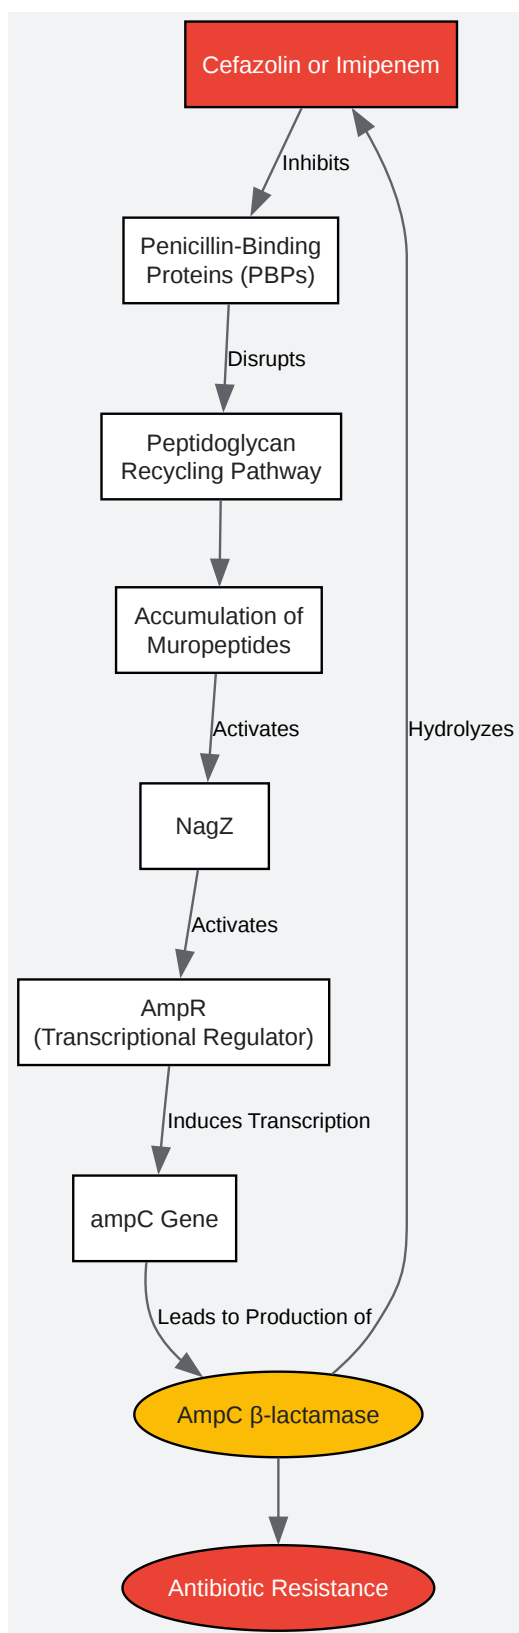 Cefazolin or Imipenem
Inhibits
Penicillin-Binding
Proteins (PBPs)
Disrupts
Peptidoglycan
Recycling Pathway
Accumulation of
Muropeptides
Activates
Hydrolyzes
NagZ
Activates
AmpR
(Transcriptional Regulator)
Induces Transcription
ampC Gene
Leads to Production of
AmpC β-lactamase
Antibiotic Resistance